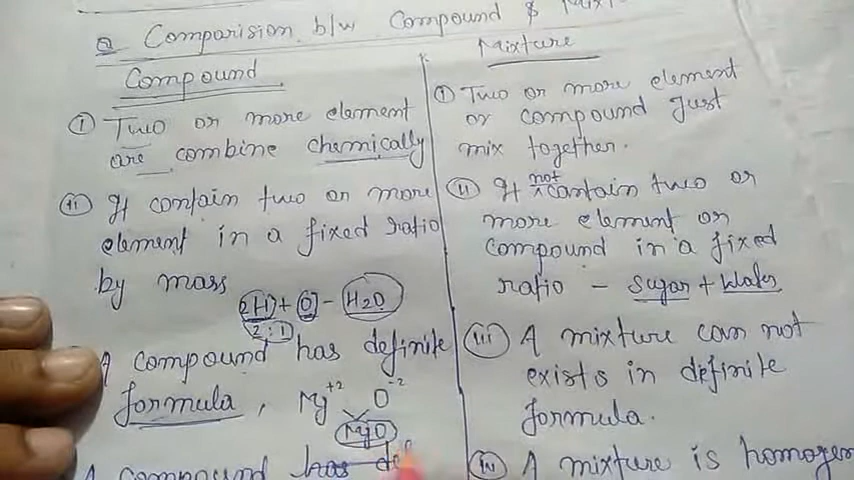 Q Comparision b/w Compound &
Compound
(I) Two or more element
are combine chemically
(ii) It contain two or more
element in a fixed ratio
by mass
2H + O - H2O
2:1
A compound has definite
formula, Mg+2 O-2
MgO
A compound has de
Mixture
(I) Two or more element
or compound Just
mix together.
(ii) It not contain two or
more element or
compound in a fixed
ratio - Sugar + Water
(iii) A mixture can not
exists in definite
formula.
(iv) A mixture is homogen